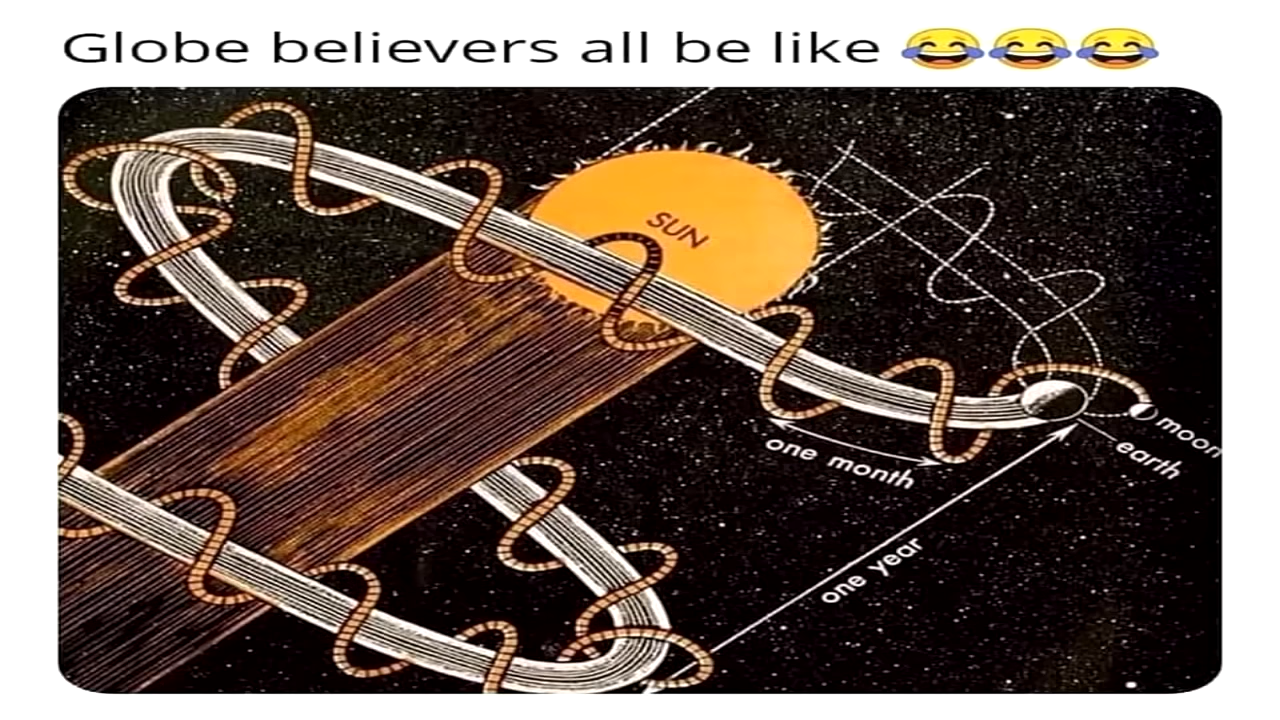 Globe believers all be like 😂😂😂
SUN
moon
earth
one month
one year